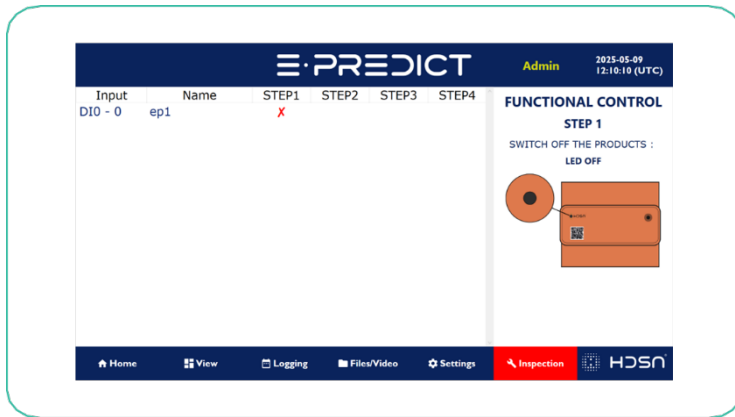 E·PREDICT
Admin
2025-05-09
12:10:10 (UTC)
Input Name STEP1 STEP2 STEP3 STEP4
DI0 - 0 ep1 ✗
FUNCTIONAL CONTROL
STEP 1
SWITCH OFF THE PRODUCTS :
LED OFF
Home View Logging Files/Video Settings Inspection HDSN